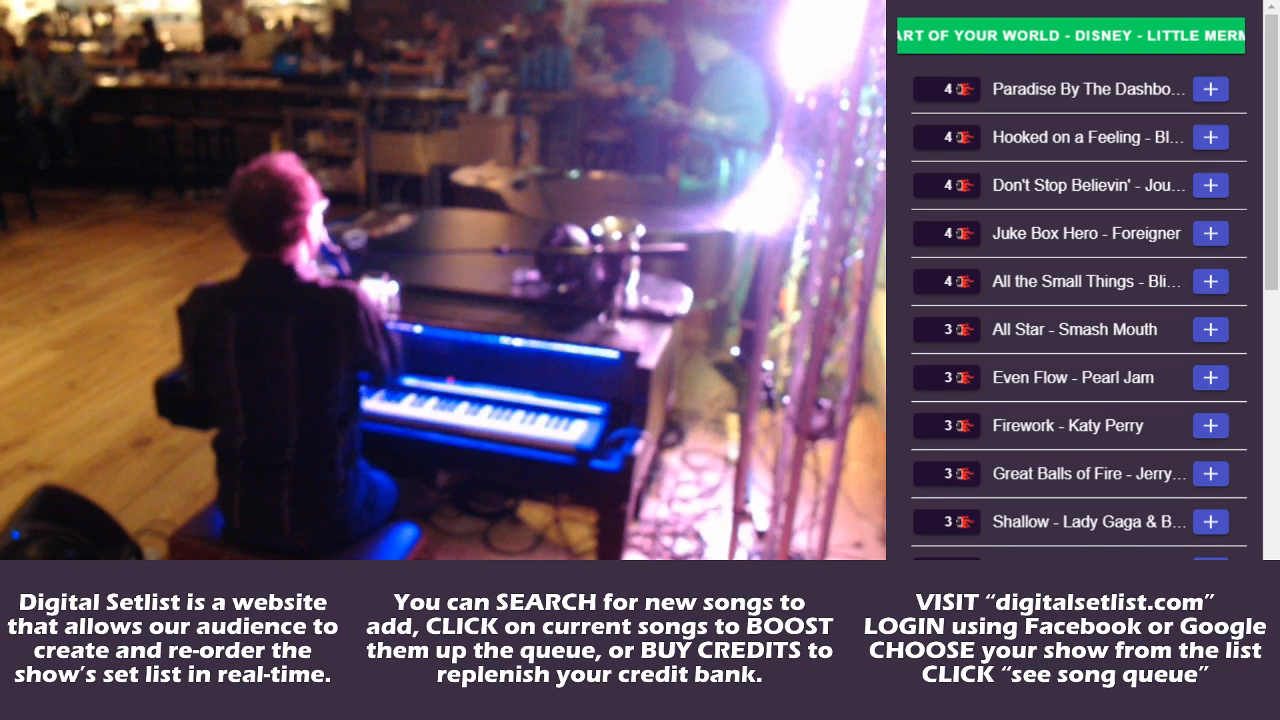 ART OF YOUR WORLD - DISNEY - LITTLE MERM
4 Paradise By The Dashbo...
4 Hooked on a Feeling - Bl...
4 Don't Stop Believin' - Jou...
4 Juke Box Hero - Foreigner
4 All the Small Things - Bli...
3 All Star - Smash Mouth
3 Even Flow - Pearl Jam
3 Firework - Katy Perry
3 Great Balls of Fire - Jerry...
3 Shallow - Lady Gaga & B...
Digital Setlist is a website
that allows our audience to
create and re-order the
show's set list in real-time.
You can SEARCH for new songs to
add, CLICK on current songs to BOOST
them up the queue, or BUY CREDITS to
replenish your credit bank.
VISIT “digitalsetlist.com”
LOGIN using Facebook or Google
CHOOSE your show from the list
CLICK “see song queue”